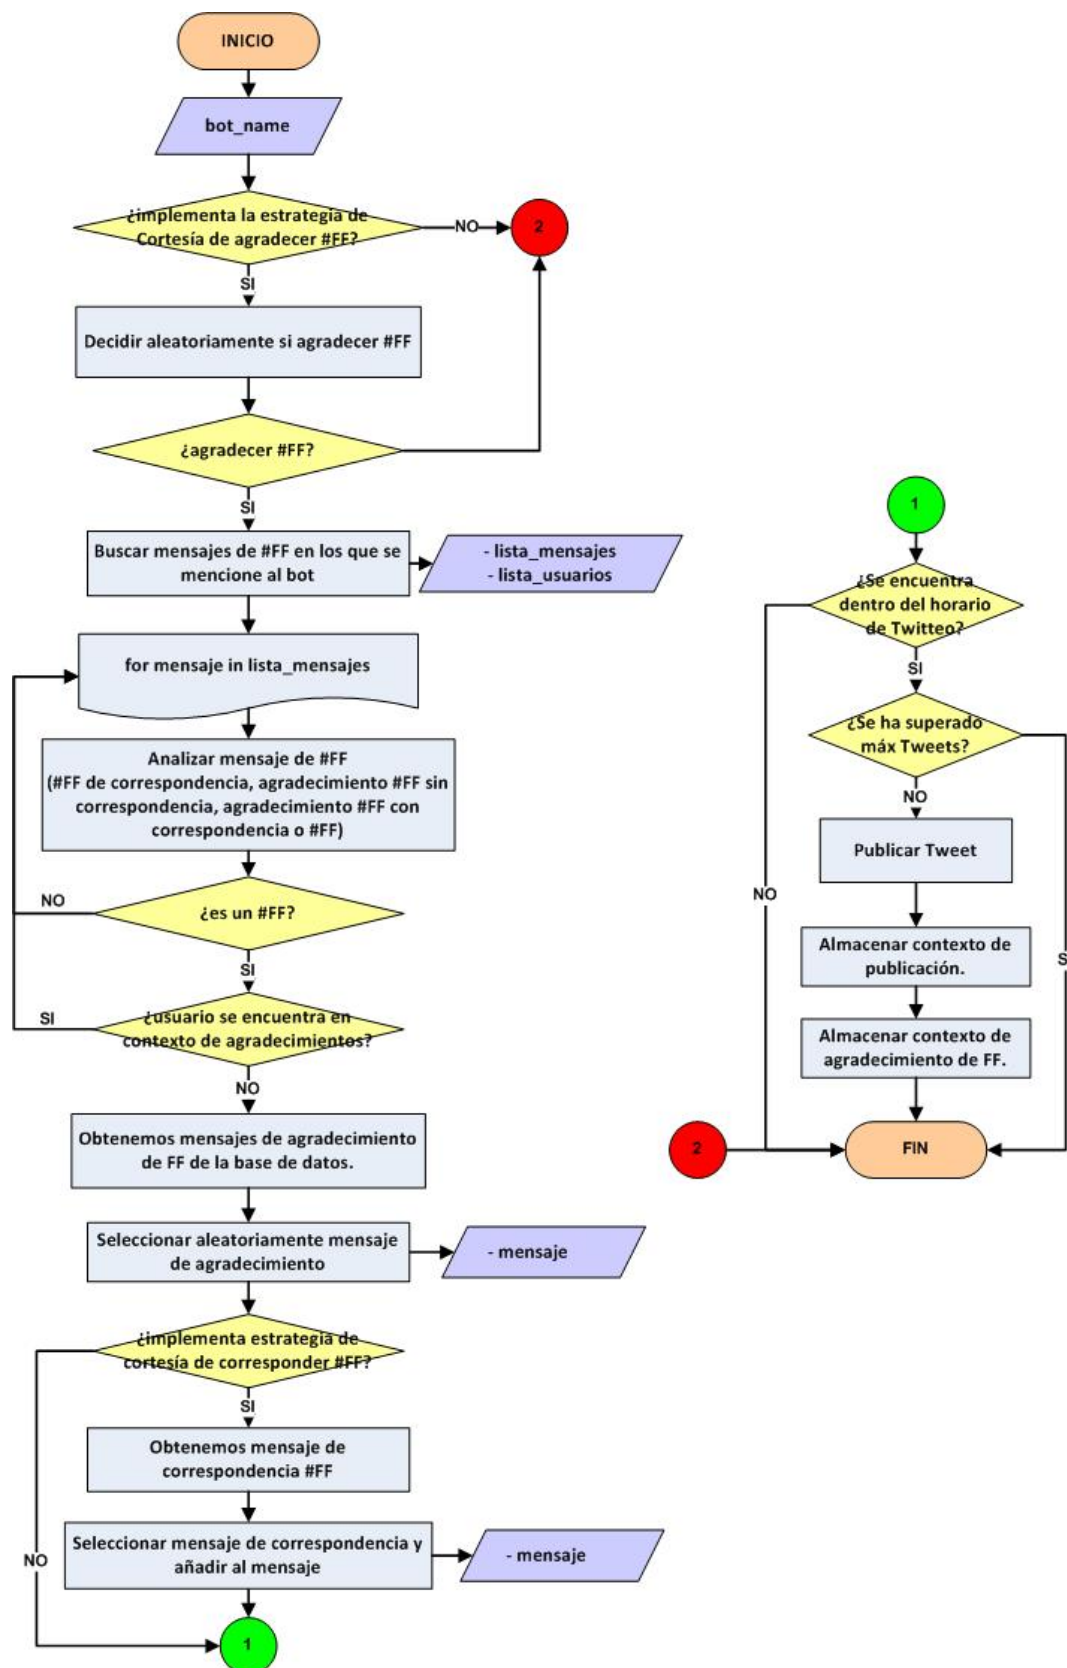 INICIO
bot_name
¿implementa la estrategia de
Cortesía de agradecer #FF?
NO
2
SI
Decidir aleatoriamente si agradecer #FF
¿agradecer #FF?
SI
Buscar mensajes de #FF en los que se
mencione al bot
- lista_mensajes
- lista_usuarios
for mensaje in lista_mensajes
Analizar mensaje de #FF
(#FF de correspondencia, agradecimiento #FF sin
correspondencia, agradecimiento #FF con
correspondencia o #FF)
NO
¿es un #FF?
SI
SI
¿usuario se encuentra en
contexto de agradecimientos?
NO
Obtenemos mensajes de agradecimiento
de FF de la base de datos.
Seleccionar aleatoriamente mensaje
de agradecimiento
- mensaje
¿implementa estrategia de
cortesía de corresponder #FF?
SI
Obtenemos mensaje de
correspondencia #FF
Seleccionar mensaje de correspondencia y
añadir al mensaje
- mensaje
NO
1
1
¿Se encuentra
dentro del horario
de Twitteo?
SI
¿Se ha superado
máx Tweets?
NO
Publicar Tweet
NO
Almacenar contexto de
publicación.
S
Almacenar contexto de
agradecimiento de FF.
2
FIN